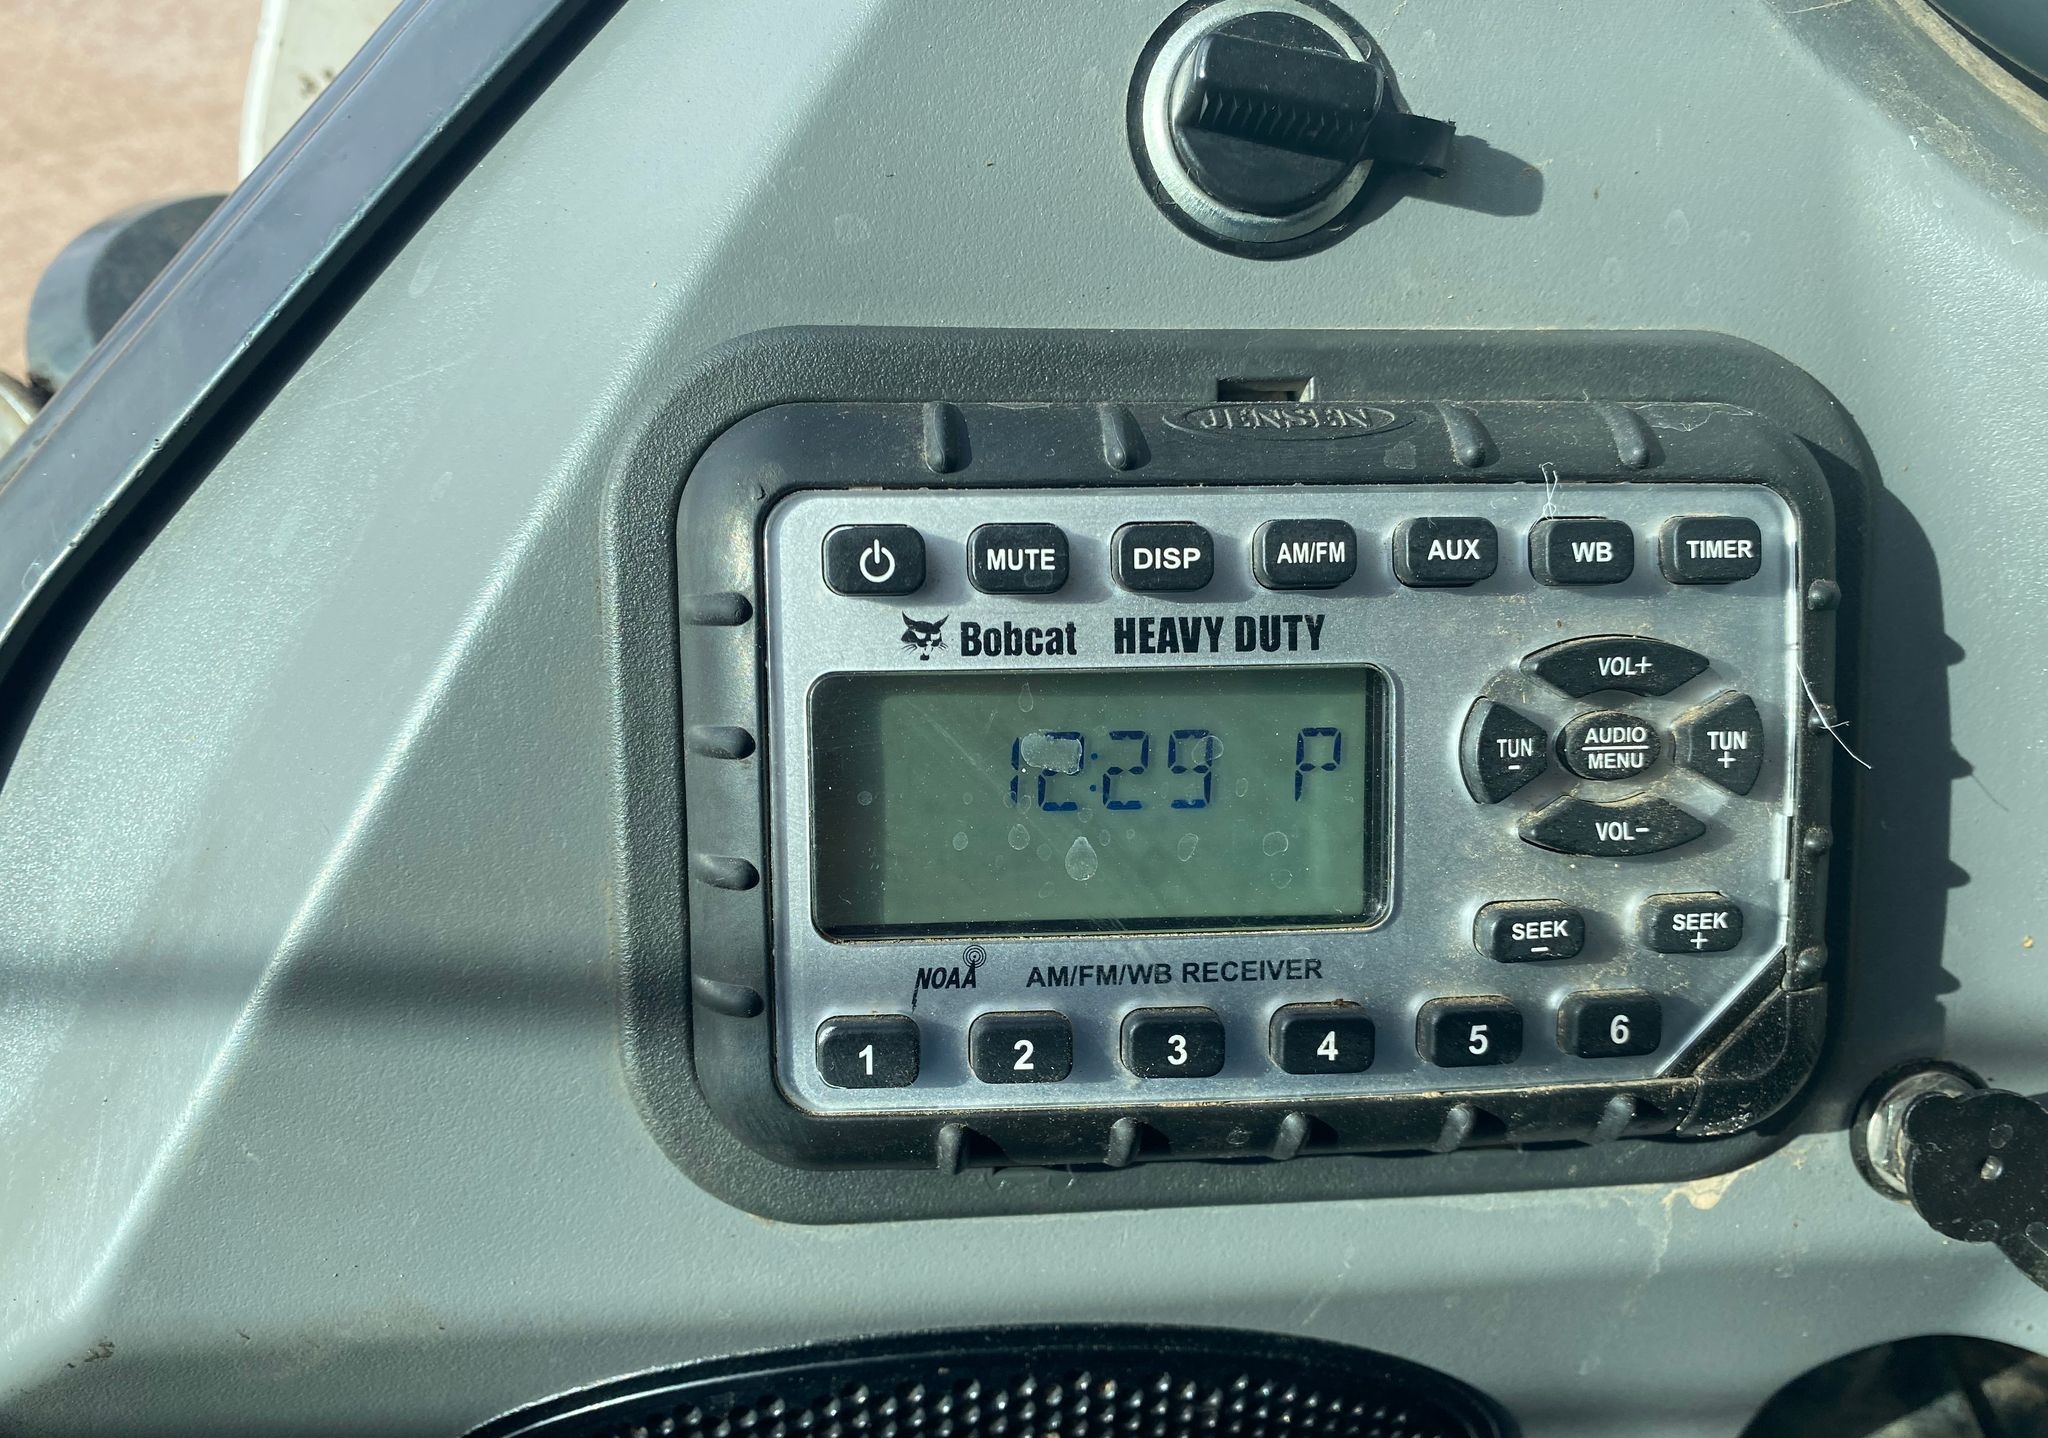 JENSEN
MUTE DISP AM/FM AUX WB TIMER
Bobcat HEAVY DUTY
VOL+
12:29 P
TUN - AUDIO MENU TUN +
VOL-
SEEK - SEEK +
NOAA AM/FM/WB RECEIVER
1 2 3 4 5 6